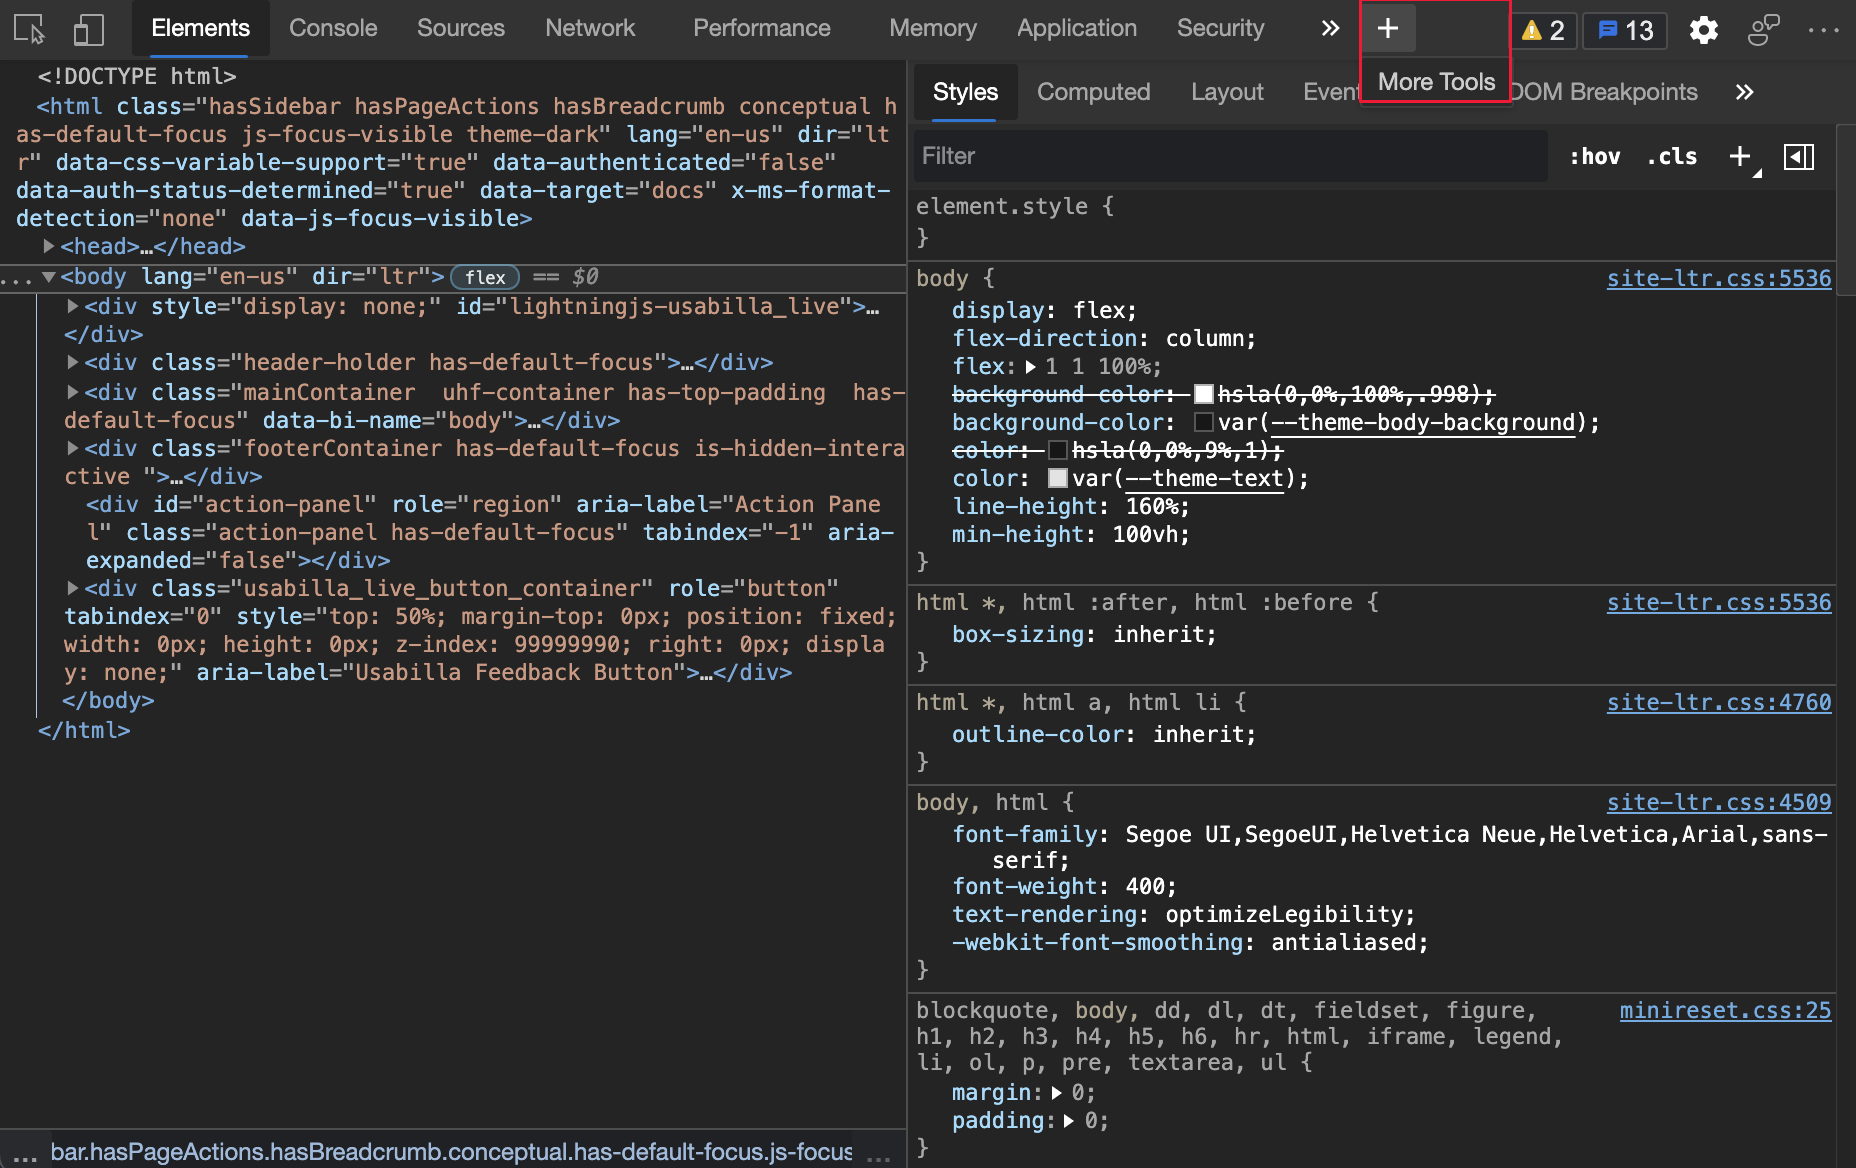 Elements Console Sources Network Performance Memory Application Security » + 2 13 ...
More Tools
<!DOCTYPE html>
<html class="hasSidebar hasPageActions hasBreadcrumb conceptual h
as-default-focus js-focus-visible theme-dark" lang="en-us" dir="lt
r" data-css-variable-support="true" data-authenticated="false"
data-auth-status-determined="true" data-target="docs" x-ms-format-
detection="none" data-js-focus-visible>
<head>…</head>
... <body lang="en-us" dir="ltr"> flex == $0
<div style="display: none;" id="lightningjs-usabilla_live">…
</div>
<div class="header-holder has-default-focus">…</div>
<div class="mainContainer  uhf-container has-top-padding  has-
default-focus" data-bi-name="body">…</div>
<div class="footerContainer has-default-focus is-hidden-intera
ctive ">…</div>
<div id="action-panel" role="region" aria-label="Action Pane
l" class="action-panel has-default-focus" tabindex="-1" aria-
expanded="false"></div>
<div class="usabilla_live_button_container" role="button"
tabindex="0" style="top: 50%; margin-top: 0px; position: fixed;
width: 0px; height: 0px; z-index: 99999990; right: 0px; displa
y: none;" aria-label="Usabilla Feedback Button">…</div>
</body>
</html>
... bar.hasPageActions.hasBreadcrumb.conceptual.has-default-focus.js-focus ...
Styles Computed Layout Event DOM Breakpoints »
Filter :hov .cls +
element.style {
}
body { site-ltr.css:5536
display: flex;
flex-direction: column;
flex: 1 1 100%;
background-color: hsla(0,0%,100%,.998);
background-color: var(--theme-body-background);
color: hsla(0,0%,9%,1);
color: var(--theme-text);
line-height: 160%;
min-height: 100vh;
}
html *, html :after, html :before { site-ltr.css:5536
box-sizing: inherit;
}
html *, html a, html li { site-ltr.css:4760
outline-color: inherit;
}
body, html { site-ltr.css:4509
font-family: Segoe UI,SegoeUI,Helvetica Neue,Helvetica,Arial,sans-
serif;
font-weight: 400;
text-rendering: optimizeLegibility;
-webkit-font-smoothing: antialiased;
}
blockquote, body, dd, dl, dt, fieldset, figure, minireset.css:25
h1, h2, h3, h4, h5, h6, hr, html, iframe, legend,
li, ol, p, pre, textarea, ul {
margin: 0;
padding: 0;
}